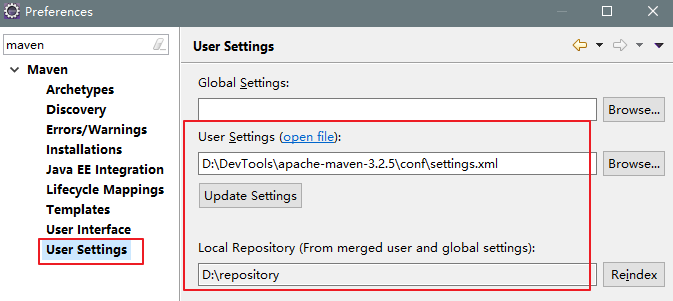 Preferences
maven
User Settings
Maven
Archetypes
Discovery
Errors/Warnings
Installations
Java EE Integration
Lifecycle Mappings
Templates
User Interface
User Settings
Global Settings:
Browse...
User Settings (open file):
D:\DevTools\apache-maven-3.2.5\conf\settings.xml
Browse...
Update Settings
Local Repository (From merged user and global settings):
D:\repository
Reindex